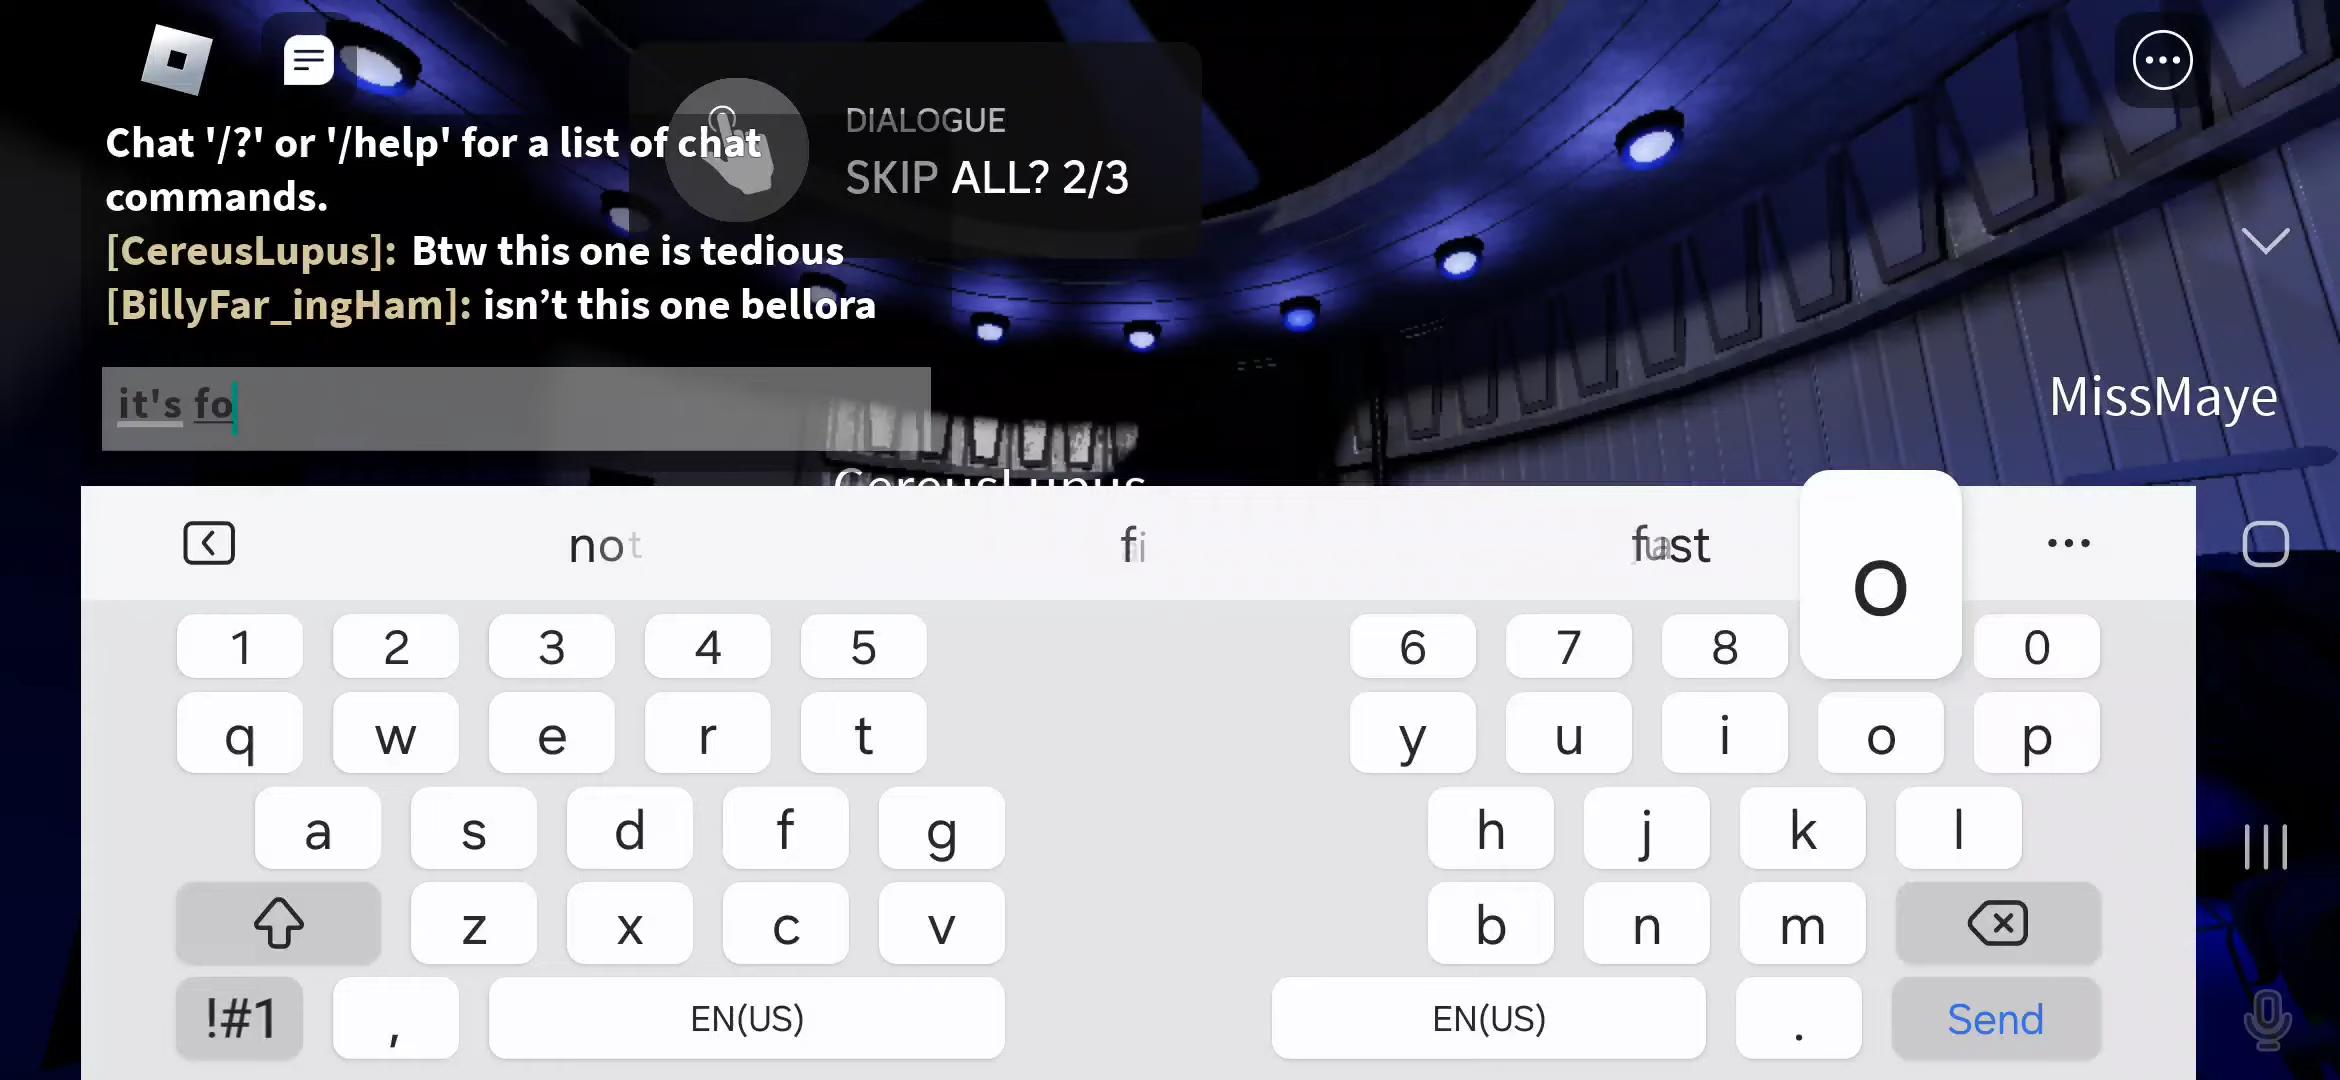 DIALOGUE
SKIP ALL? 2/3
Chat '/?' or '/help' for a list of chat
commands.
[CereusLupus]: Btw this one is tedious
[BillyFar_ingHam]: isn’t this one bellora
it's fo
MissMaye
CereusLupus
not
o
1 2 3 4 5 6 7 8 0
q w e r t y u i o p
a s d f g h j k l
z x c v b n m
!#1 , EN(US) EN(US) . Send